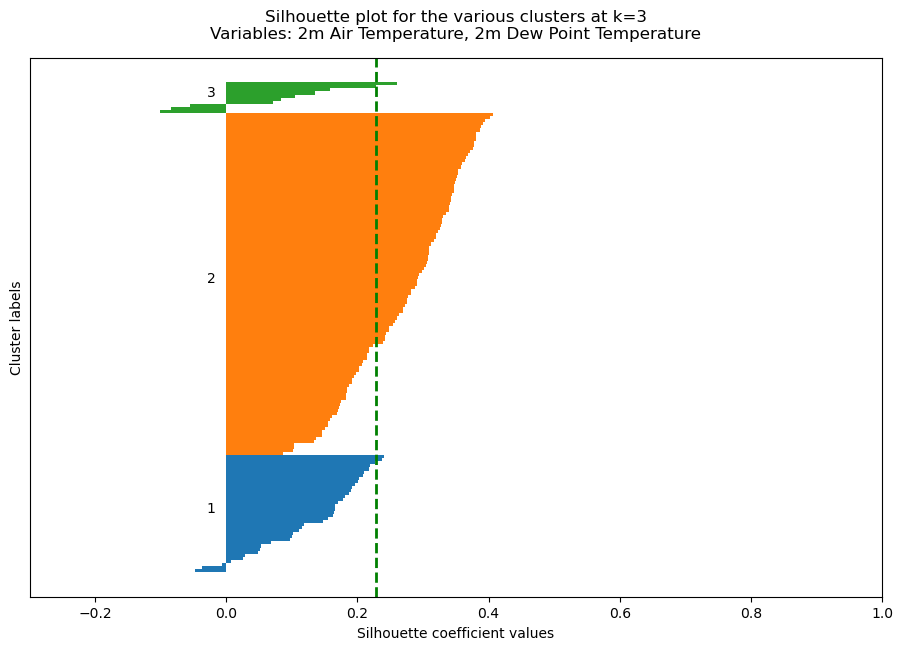 Silhouette plot for the various clusters at k=3
Variables: 2m Air Temperature, 2m Dew Point Temperature
3
2
1
Cluster labels
−0.2 0.0 0.2 0.4 0.6 0.8 1.0
Silhouette coefficient values